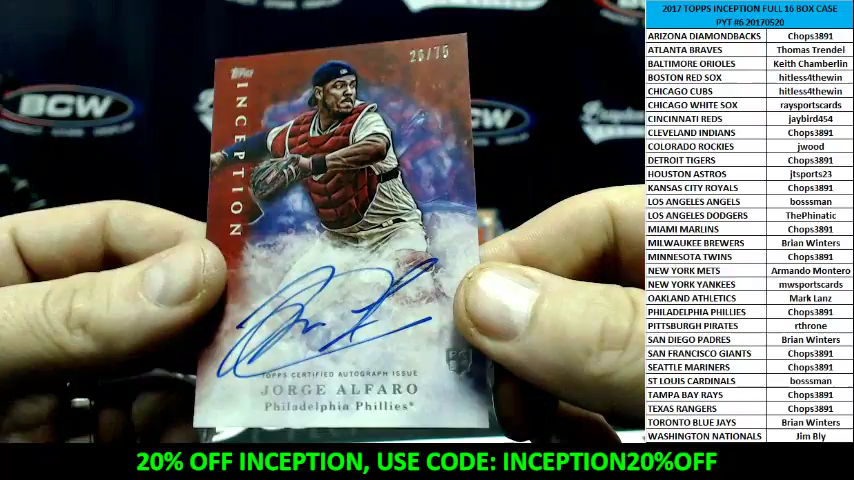 2017 TOPPS INCEPTION FULL 16 BOX CASE
PYT #6 20170520
ARIZONA DIAMONDBACKS Chops3891
ATLANTA BRAVES Thomas Trendel
BALTIMORE ORIOLES Keith Chamberlin
BOSTON RED SOX hitless4thewin
CHICAGO CUBS hitless4thewin
CHICAGO WHITE SOX raysportscards
CINCINNATI REDS jaybird454
CLEVELAND INDIANS Chops3891
COLORADO ROCKIES jwood
DETROIT TIGERS Chops3891
HOUSTON ASTROS jtsports23
KANSAS CITY ROYALS Chops3891
LOS ANGELES ANGELS bosssman
LOS ANGELES DODGERS ThePhinatic
MIAMI MARLINS Chops3891
MILWAUKEE BREWERS Brian Winters
MINNESOTA TWINS Chops3891
NEW YORK METS Armando Montero
NEW YORK YANKEES mwsportscards
OAKLAND ATHLETICS Mark Lanz
PHILADELPHIA PHILLIES Chops3891
PITTSBURGH PIRATES rthrone
SAN DIEGO PADRES Brian Winters
SAN FRANCISCO GIANTS Chops3891
SEATTLE MARINERS Chops3891
ST LOUIS CARDINALS bosssman
TAMPA BAY RAYS Chops3891
TEXAS RANGERS Chops3891
TORONTO BLUE JAYS Brian Winters
WASHINGTON NATIONALS Jim Bly
BCW
BCW
Topps
INCEPTION
26/75
TOPPS CERTIFIED AUTOGRAPH ISSUE
JORGE ALFARO
Philadelphia Phillies
RC
20% OFF INCEPTION, USE CODE: INCEPTION20%OFF